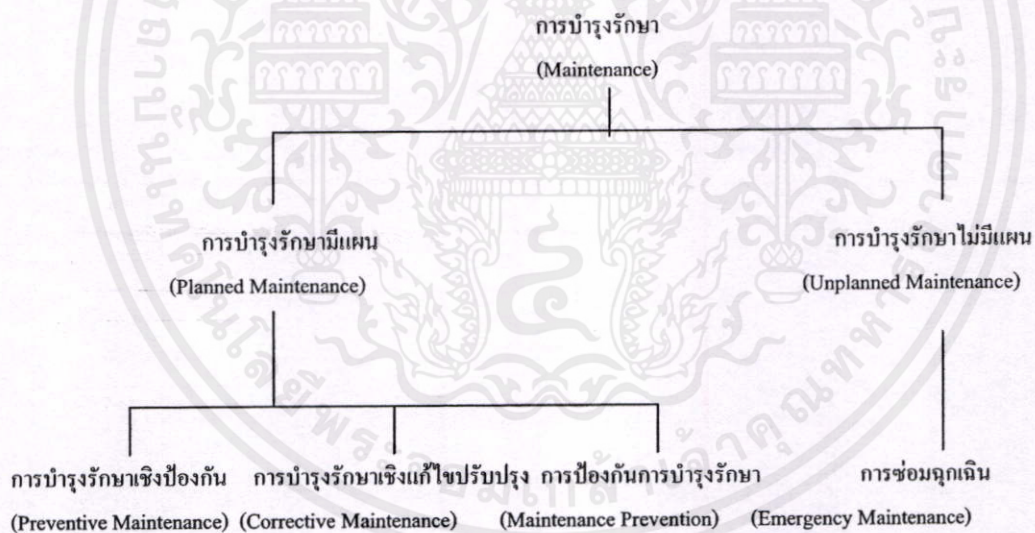 การบำรุงรักษา
(Maintenance)
การบำรุงรักษามีแผน
(Planned Maintenance)
การบำรุงรักษาไม่มีแผน
(Unplanned Maintenance)
การบำรุงรักษาเชิงป้องกัน การบำรุงรักษาเชิงแก้ไขปรับปรุง การป้องกันการบำรุงรักษา การซ่อมฉุกเฉิน
(Preventive Maintenance) (Corrective Maintenance) (Maintenance Prevention) (Emergency Maintenance)